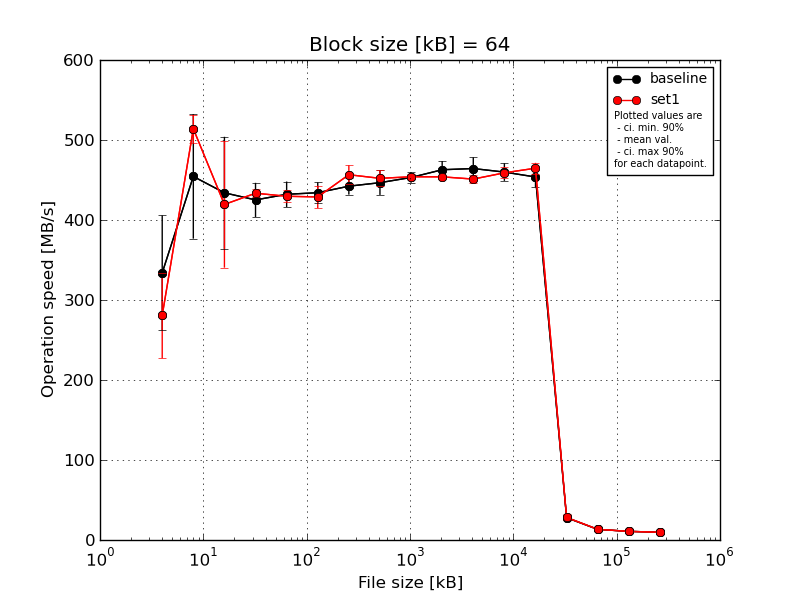 Block size [kB] = 64
600
500
400
300
200
100
0
Operation speed [MB/s]
baseline
set1
Plotted values are
- ci. min. 90%
- mean val.
- ci. max 90%
for each datapoint.
10^0 10^1 10^2 10^3 10^4 10^5 10^6
File size [kB]